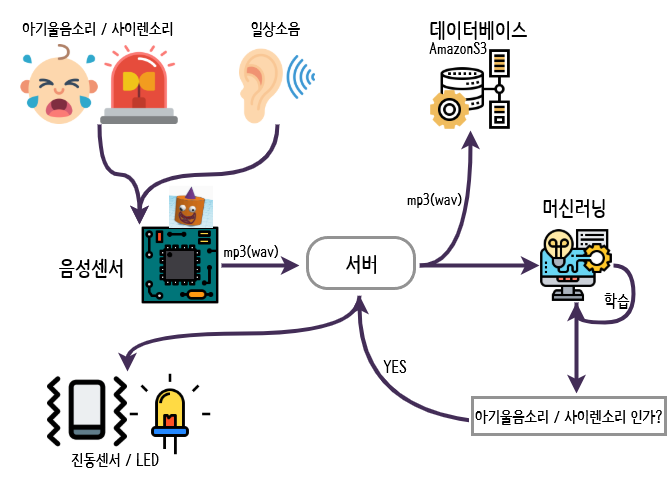 아기울음소리 / 사이렌소리
일상소음
데이터베이스
AmazonS3
mp3(wav)
머신러닝
음성센서
mp3(wav)
서버
학습
YES
아기울음소리 / 사이렌소리 인가?
진동센서 / LED